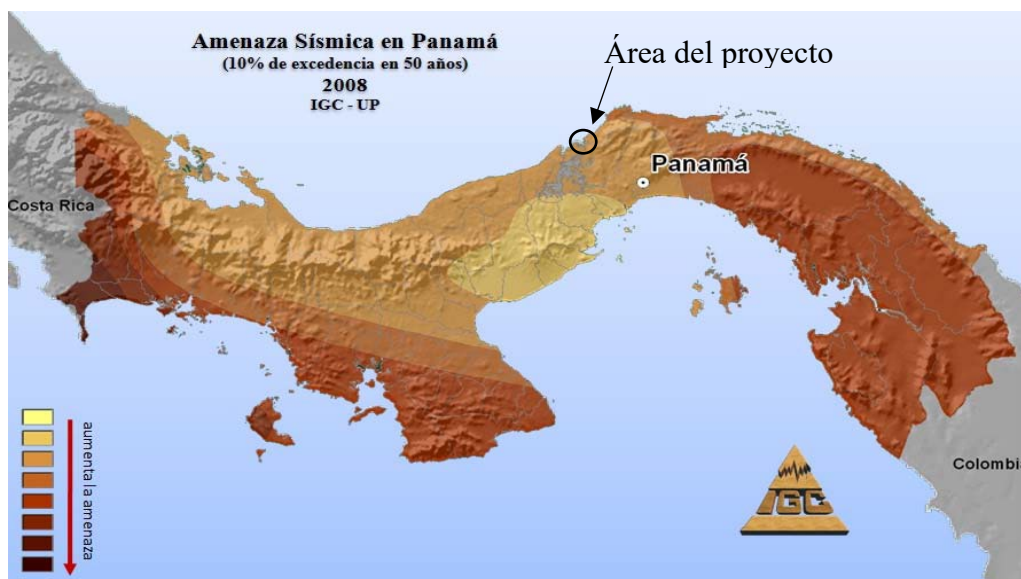 Amenaza Sísmica en Panamá
(10% de excedencia en 50 años)
2008
IGC - UP
Área del proyecto
Panamá
Costa Rica
Colombia
aumenta la amenaza
IGC